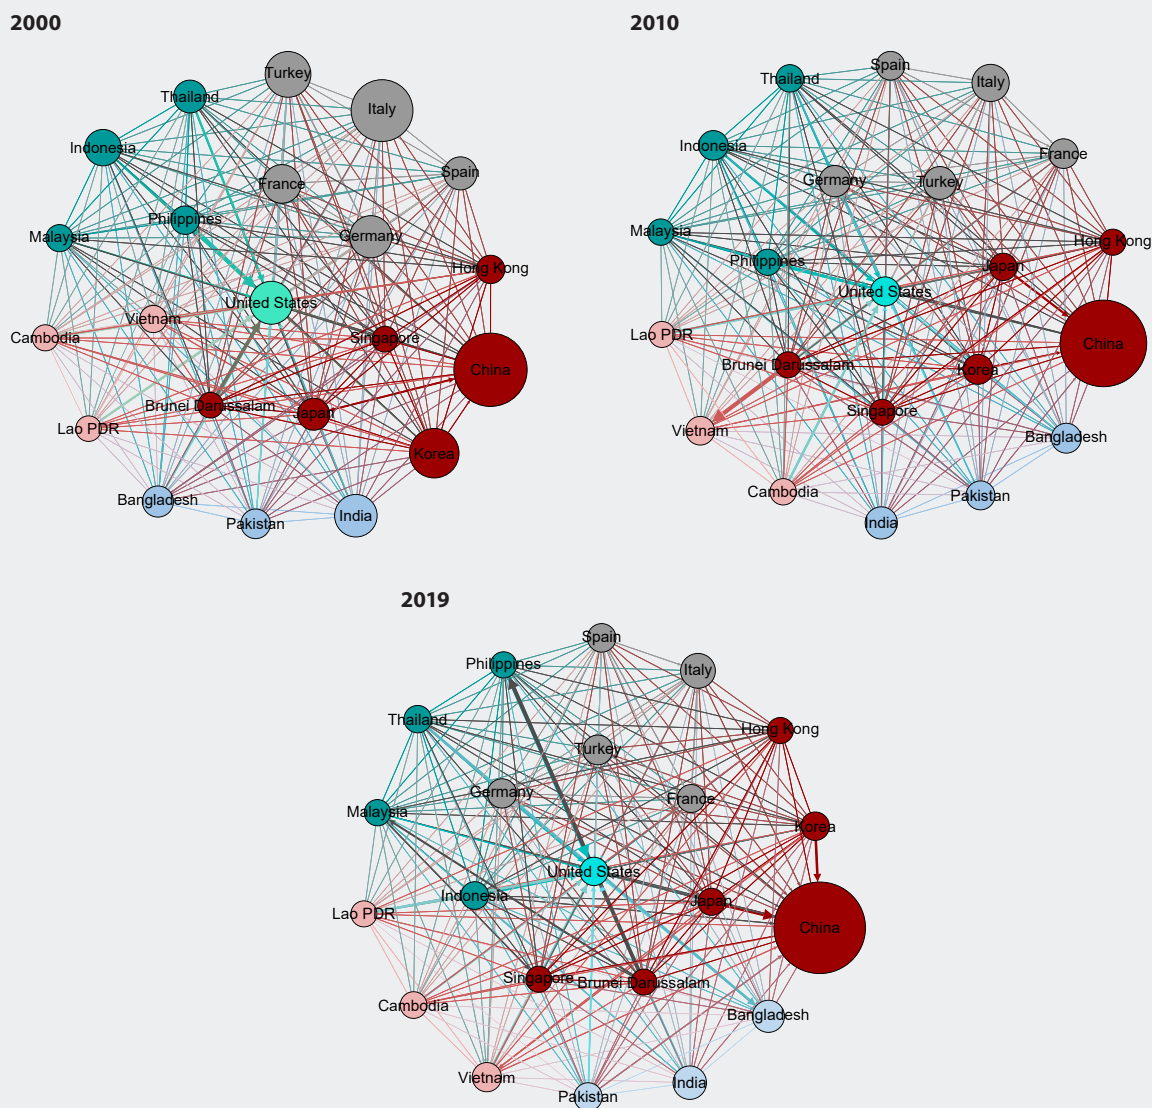 2000
Turkey
Thailand
Italy
Indonesia
Spain
France
Philippines
Malaysia
Germany
Hong Kong
United States
Vietnam
Cambodia
Singapore
China
Brunei Darussalam
Japan
Lao PDR
Korea
Bangladesh
Pakistan
India
2010
Spain
Thailand
Italy
Indonesia
France
Germany
Turkey
Malaysia
Hong Kong
Philippines
Japan
United States
Lao PDR
China
Brunei Darussalam
Korea
Singapore
Vietnam
Bangladesh
Cambodia
Pakistan
India
2019
Spain
Philippines
Italy
Thailand
Hong Kong
Turkey
Germany
France
Malaysia
Korea
United States
Indonesia
Japan
Lao PDR
China
Singapore
Brunei Darussalam
Cambodia
Bangladesh
Vietnam
India
Pakistan